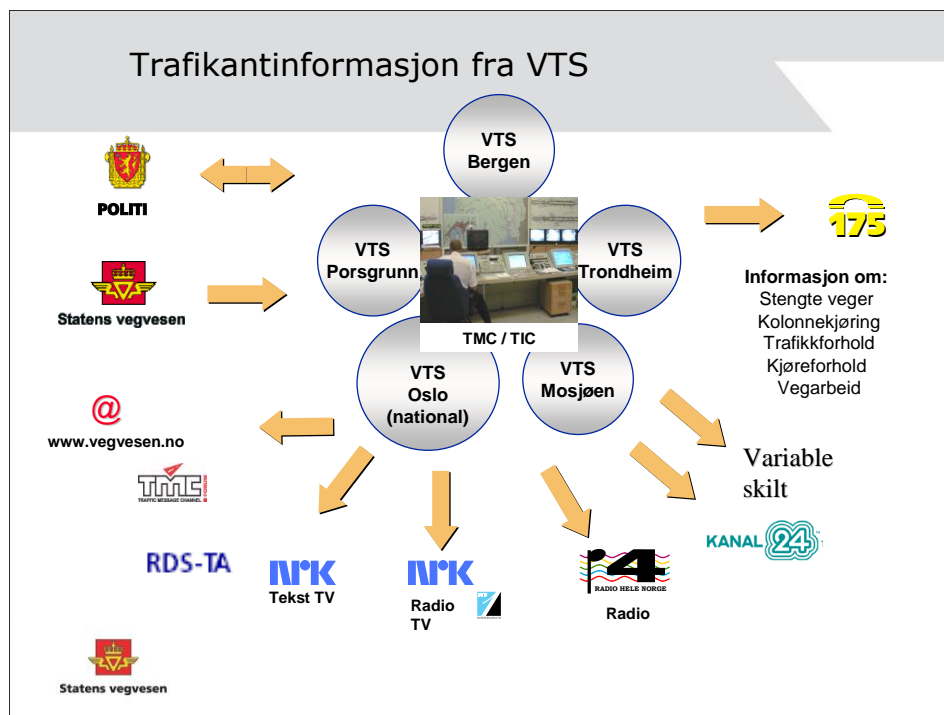 Trafikantinformasjon fra VTS
VTS
Bergen
POLITI
VTS
Porsgrunn
VTS
Trondheim
175
Statens vegvesen
TMC / TIC
Informasjon om:
Stengte veger
Kolonnekjøring
Trafikkforhold
Kjøreforhold
Vegarbeid
VTS
Oslo
(national)
VTS
Mosjøen
@
www.vegvesen.no
TMC
TRAFFIC MESSAGE CHANNEL
FORUM
Variable
skilt
KANAL 24
RDS-TA
NRK
Tekst TV
NRK
Radio
TV
P4
RADIO HELE NORGE
Radio
Statens vegvesen